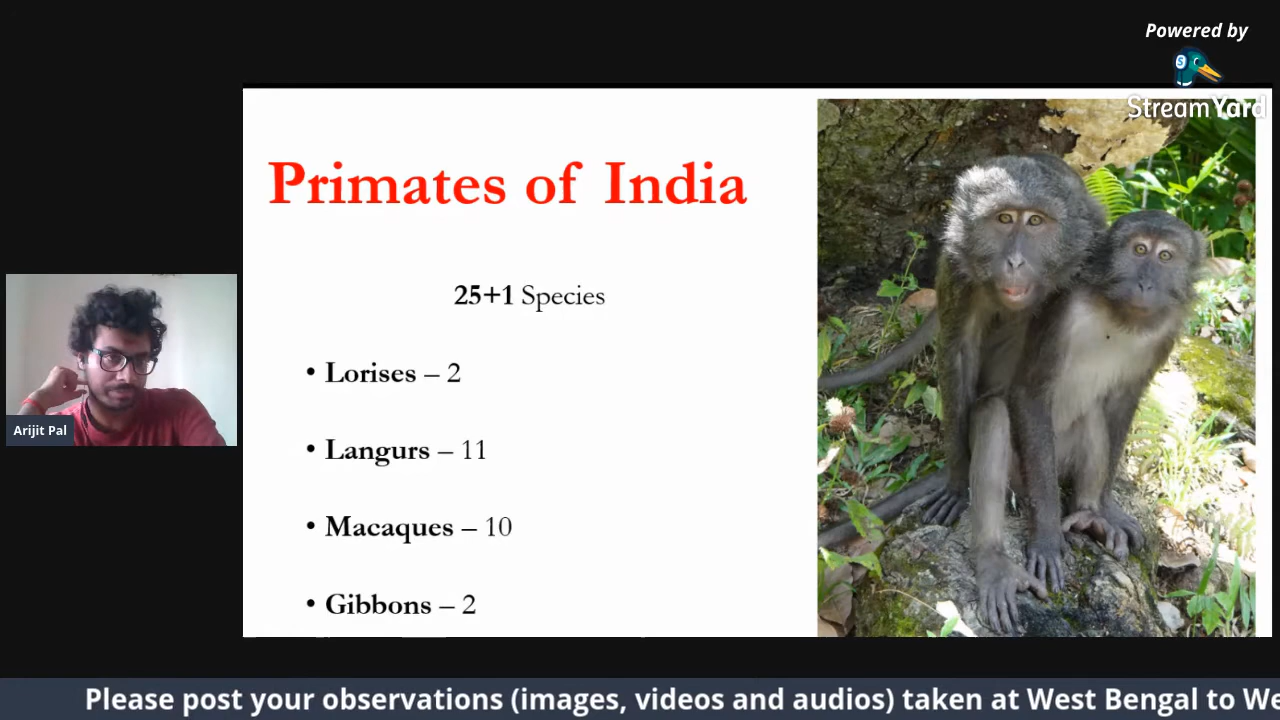 Powered by
StreamYard
Primates of India
25+1 Species
• Lorises – 2
• Langurs – 11
• Macaques – 10
• Gibbons – 2
Arijit Pal
Please post your observations (images, videos and audios) taken at West Bengal to We